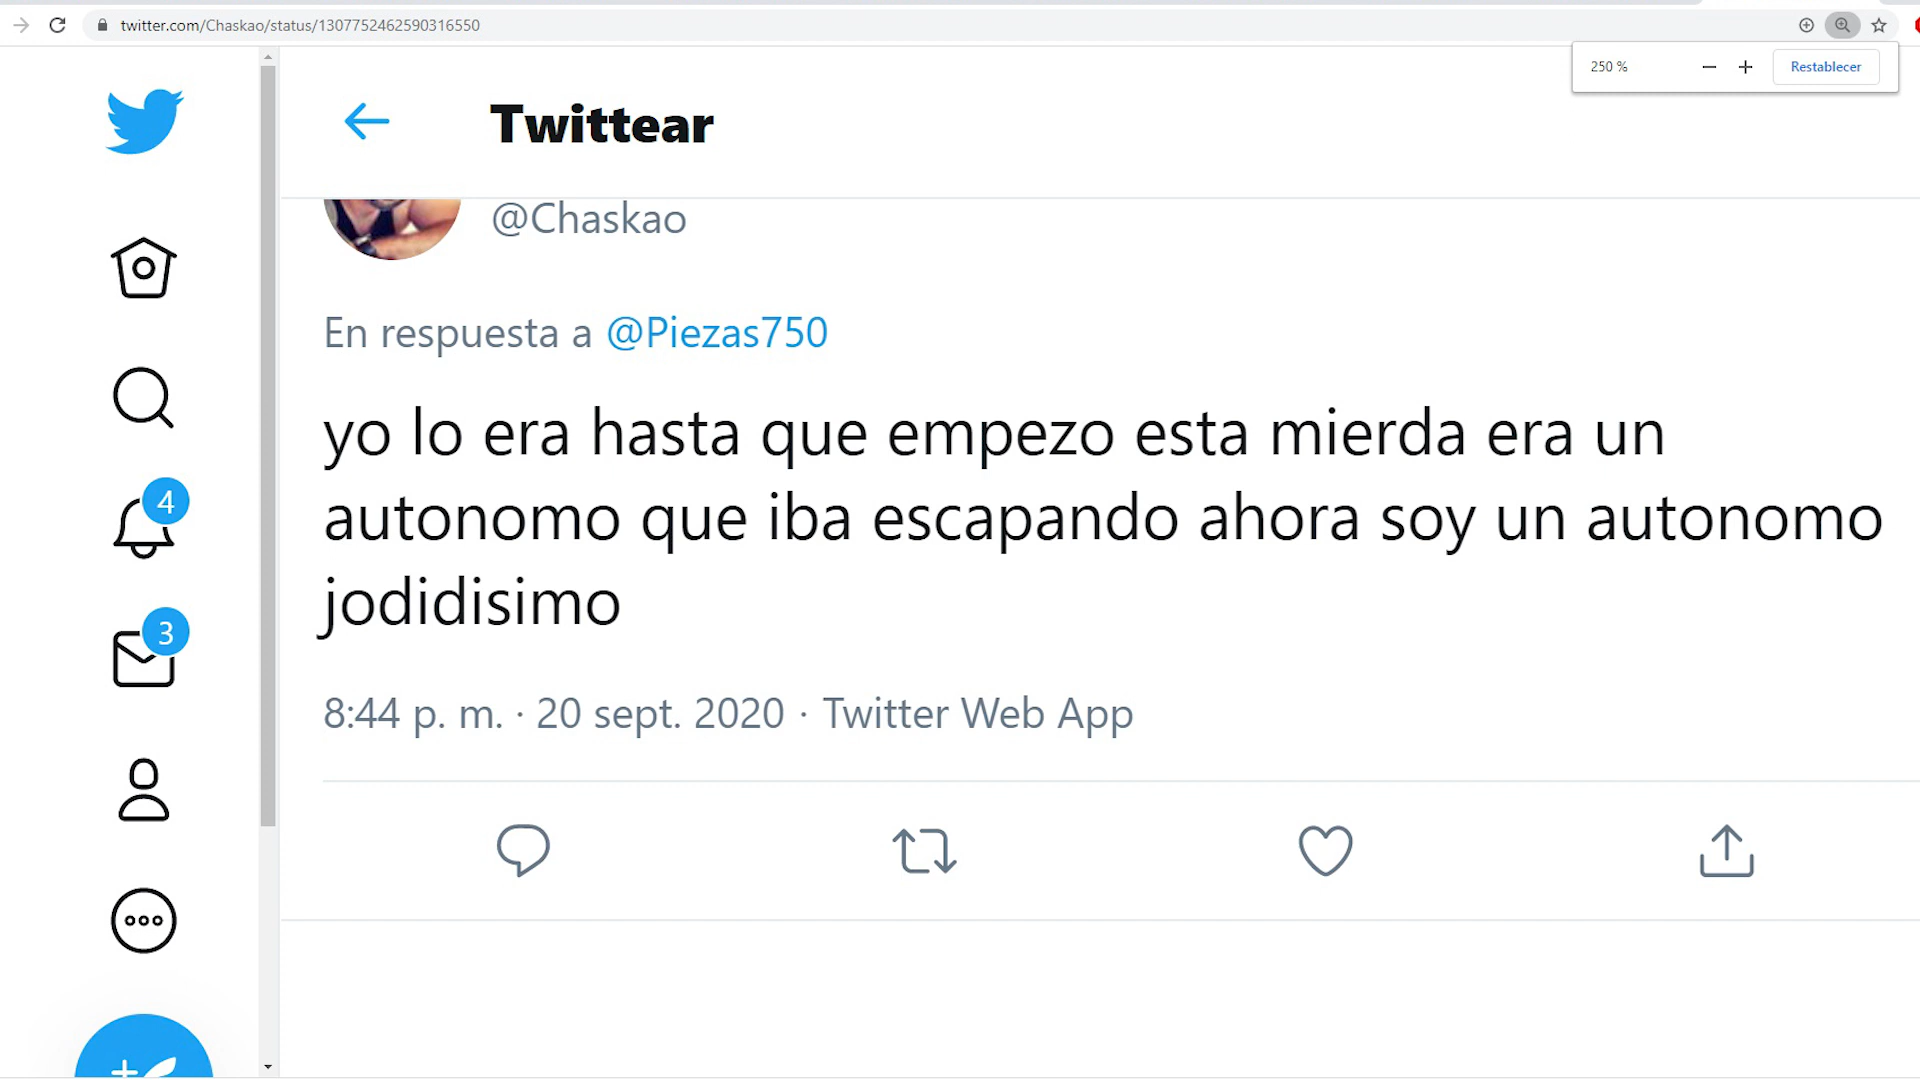 twitter.com/Chaskao/status/1307752462590316550
250 %
Restablecer
Twittear
@Chaskao
En respuesta a @Piezas750
yo lo era hasta que empezo esta mierda era un
autonomo que iba escapando ahora soy un autonomo
jodidisimo
8:44 p. m. · 20 sept. 2020 · Twitter Web App
4
3